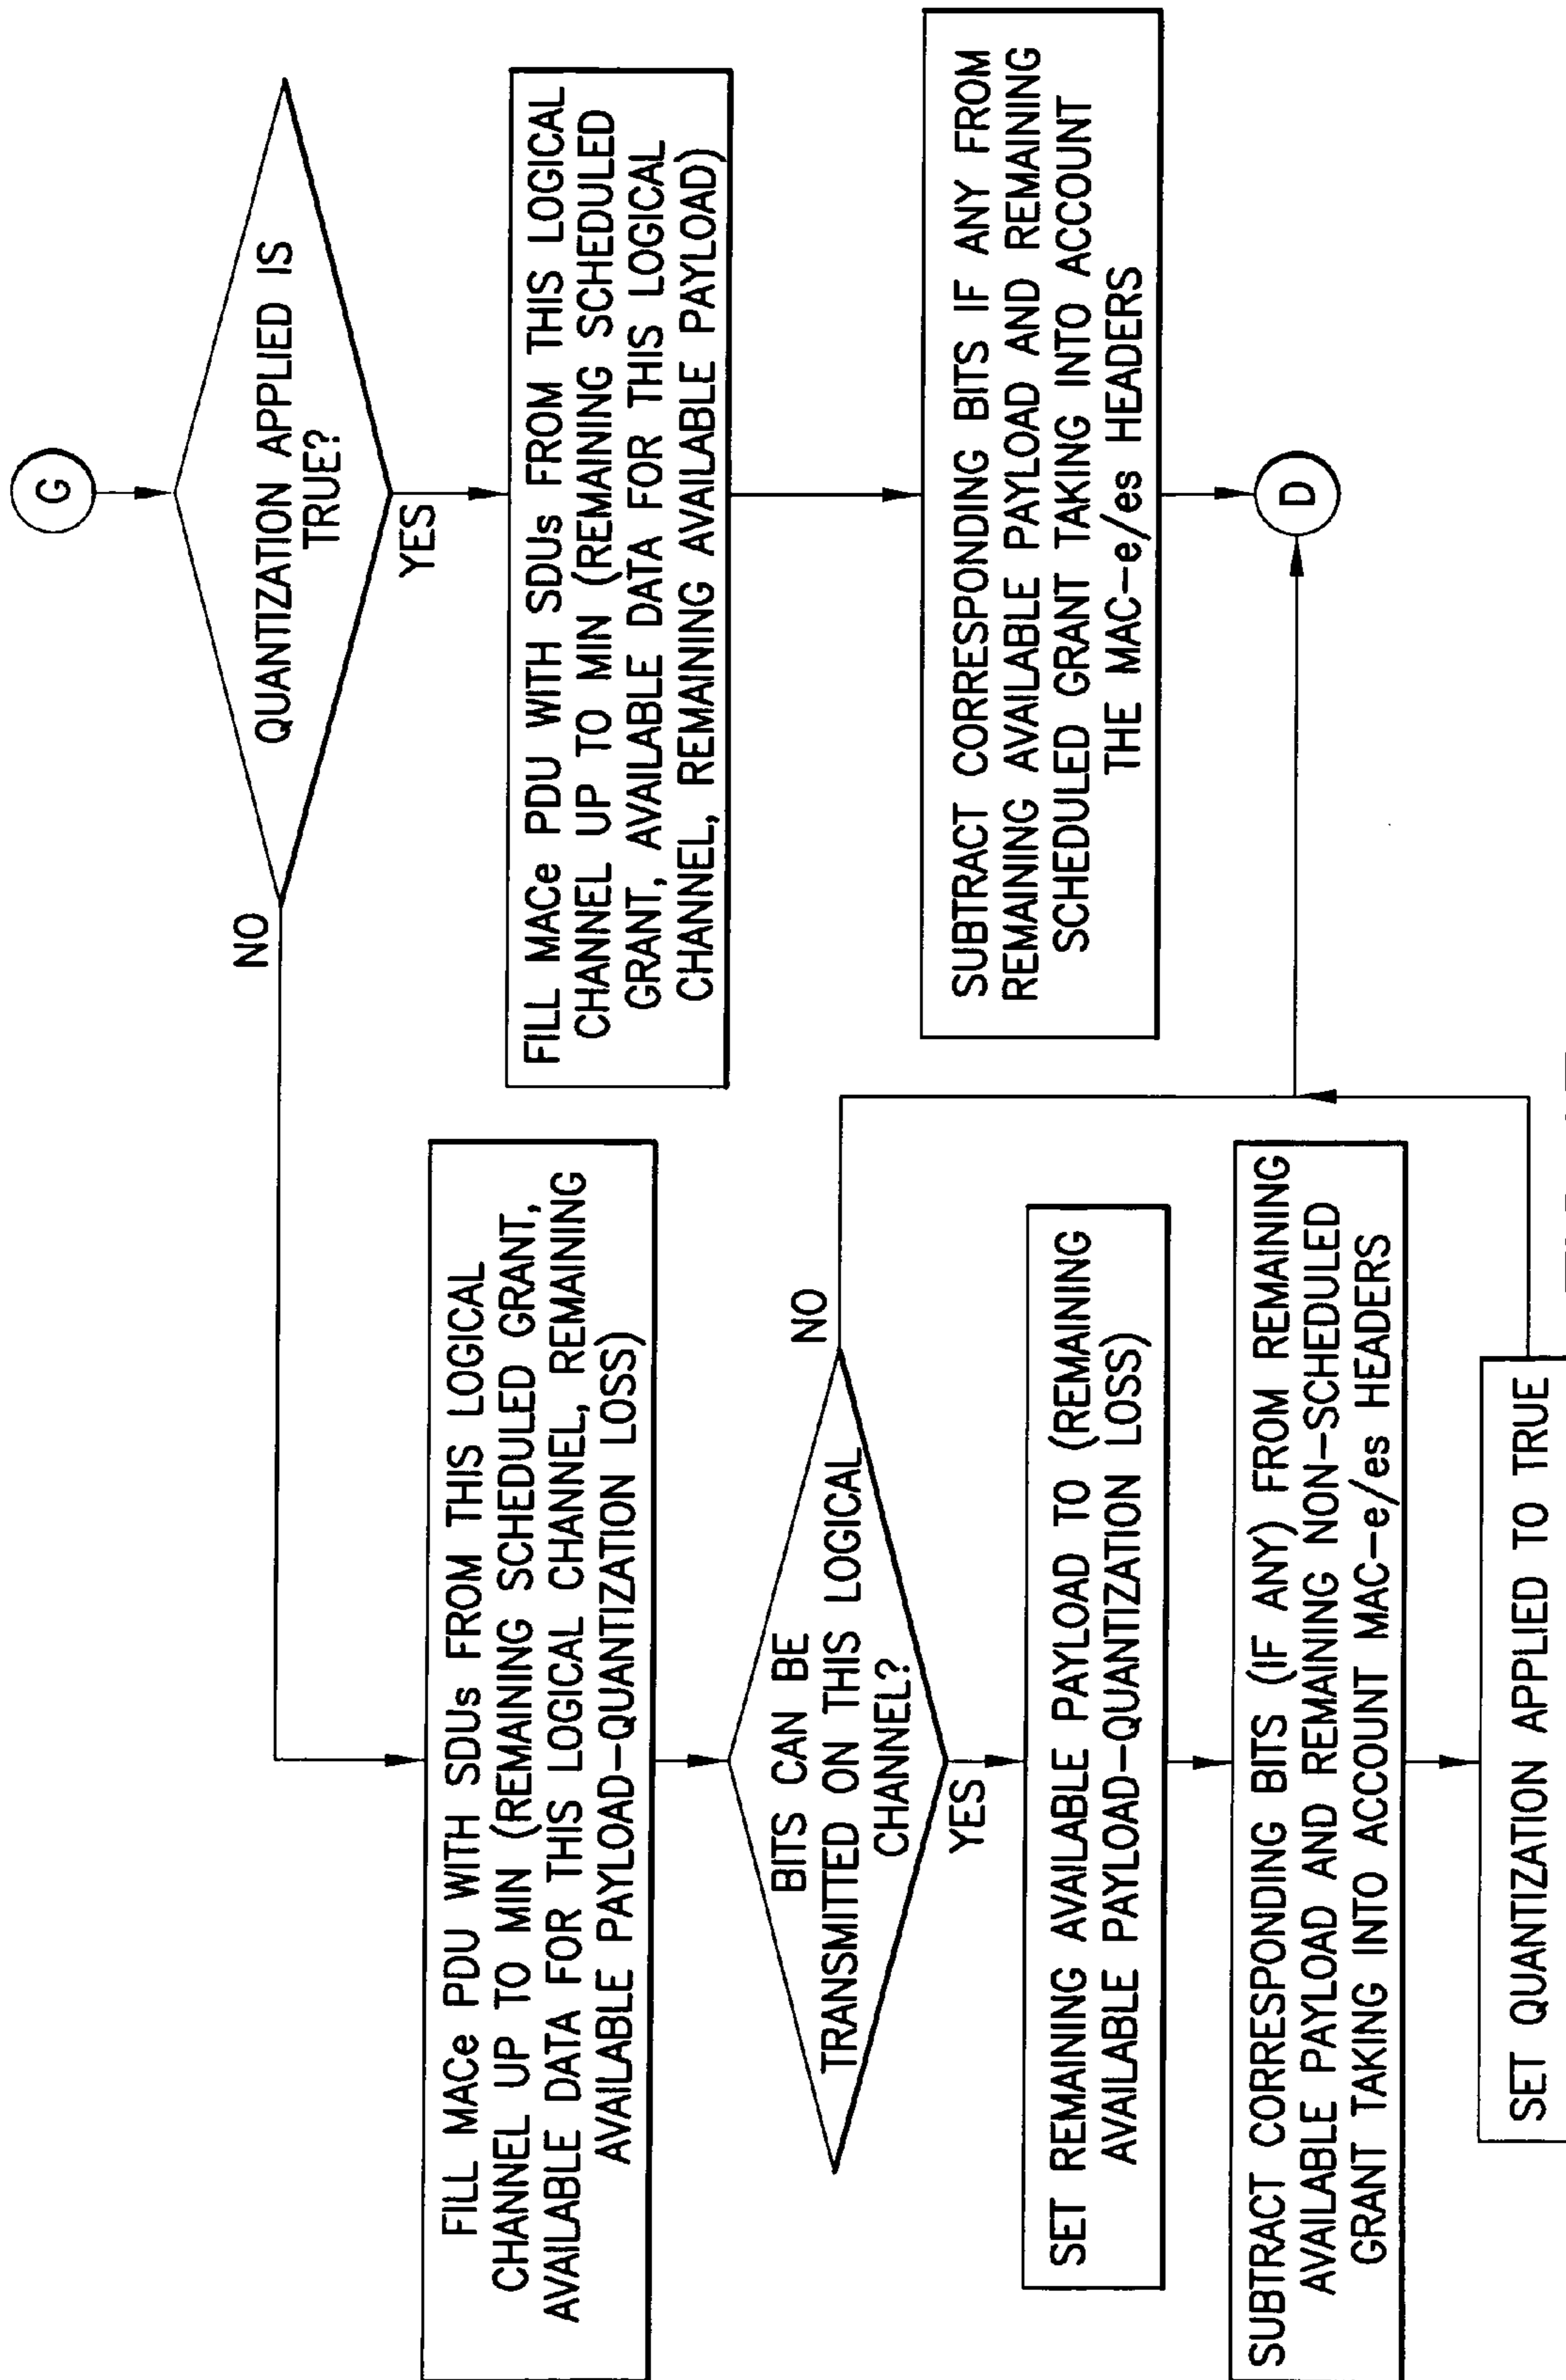 G
QUANTIZATION APPLIED IS
TRUE?
NO
YES
FILL MACe PDU WITH SDUs FROM THIS LOGICAL
CHANNEL UP TO MIN (REMAINING SCHEDULED
GRANT, AVAILABLE DATA FOR THIS LOGICAL
CHANNEL, REMAINING AVAILABLE PAYLOAD)
SUBTRACT CORRESPONDING BITS IF ANY FROM
REMAINING AVAILABLE PAYLOAD AND REMAINING
SCHEDULED GRANT TAKING INTO ACCOUNT
THE MAC-e/es HEADERS
D
FILL MACe PDU WITH SDUs FROM THIS LOGICAL
CHANNEL UP TO MIN (REMAINING SCHEDULED GRANT,
AVAILABLE DATA FOR THIS LOGICAL CHANNEL, REMAINING
AVAILABLE PAYLOAD-QUANTIZATION LOSS)
BITS CAN BE
TRANSMITTED ON THIS LOGICAL
CHANNEL?
NO
YES
SET REMAINING AVAILABLE PAYLOAD TO (REMAINING
AVAILABLE PAYLOAD-QUANTIZATION LOSS)
SUBTRACT CORRESPONDING BITS (IF ANY) FROM REMAINING
AVAILABLE PAYLOAD AND REMAINING NON-SCHEDULED
GRANT TAKING INTO ACCOUNT MAC-e/es HEADERS
SET QUANTIZATION APPLIED TO TRUE